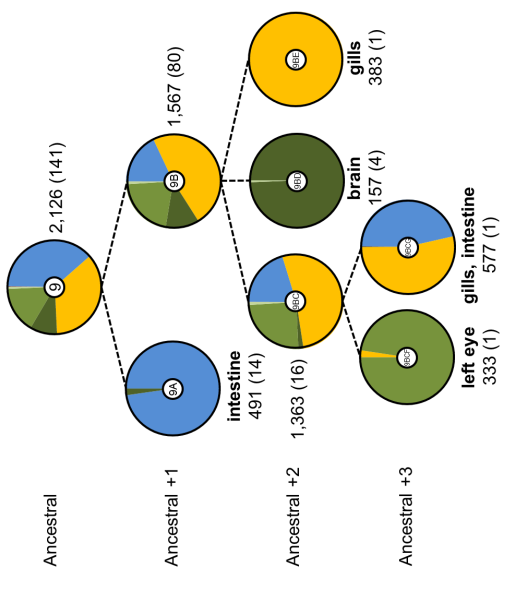 Ancestral
9
2,126 (141)
Ancestral +1
9A
intestine
491 (14)
9B
1,567 (80)
Ancestral +2
1,363 (16)
9BC
9BD
brain
157 (4)
9BE
gills
383 (1)
Ancestral +3
9BCF
left eye
333 (1)
9BCG
gills, intestine
577 (1)